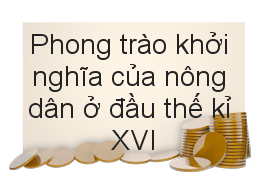 Phong trào khởi
nghĩa của nông
dân ở đầu thế kỉ
XVI